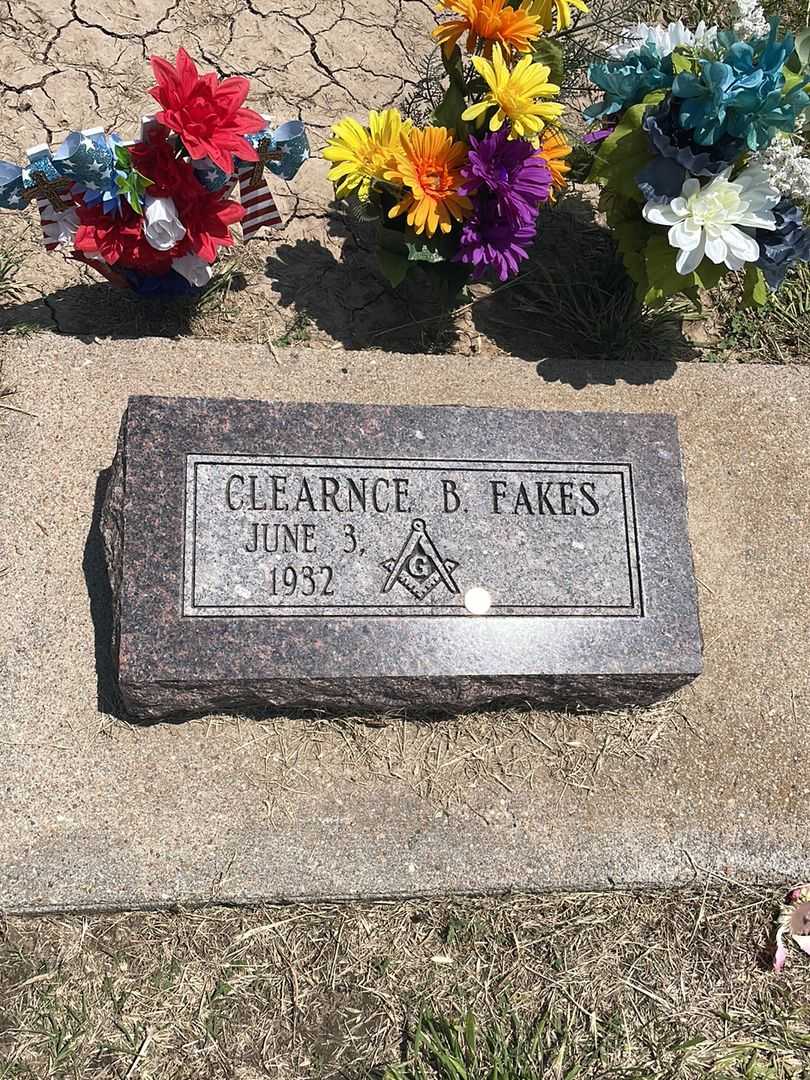 CLEARNCE B. FAKES
JUNE 3,
1932
G